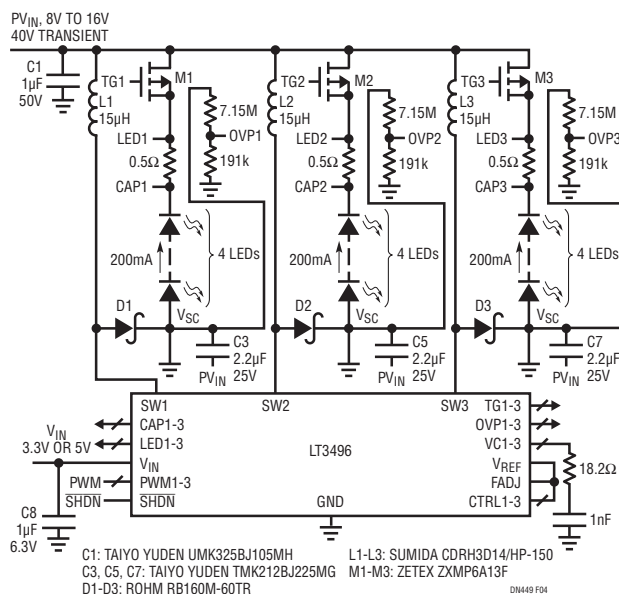 PVIN, 8V TO 16V
40V TRANSIENT
C1
1µF
50V
L1
15µH
TG1
M1
7.15M
OVP1
191k
LED1
0.5Ω
CAP1
200mA
4 LEDs
D1
VSC
C3
2.2µF
25V
PVIN
L2
15µH
TG2
M2
7.15M
OVP2
191k
LED2
0.5Ω
CAP2
200mA
4 LEDs
D2
VSC
C5
2.2µF
25V
PVIN
L3
15µH
TG3
M3
7.15M
OVP3
191k
LED3
0.5Ω
CAP3
200mA
4 LEDs
D3
VSC
C7
2.2µF
25V
PVIN
SW1 SW2 SW3 TG1-3
CAP1-3 OVP1-3
LED1-3 LT3496 VC1-3
VIN
3.3V OR 5V
VIN VREF
18.2Ω
PWM PWM1-3 FADJ
SHDN SHDN GND CTRL1-3
C8
1µF
6.3V
1nF
C1: TAIYO YUDEN UMK325BJ105MH L1-L3: SUMIDA CDRH3D14/HP-150
C3, C5, C7: TAIYO YUDEN TMK212BJ225MG M1-M3: ZETEX ZXMP6A13F
D1-D3: ROHM RB160M-60TR
DN449 F04